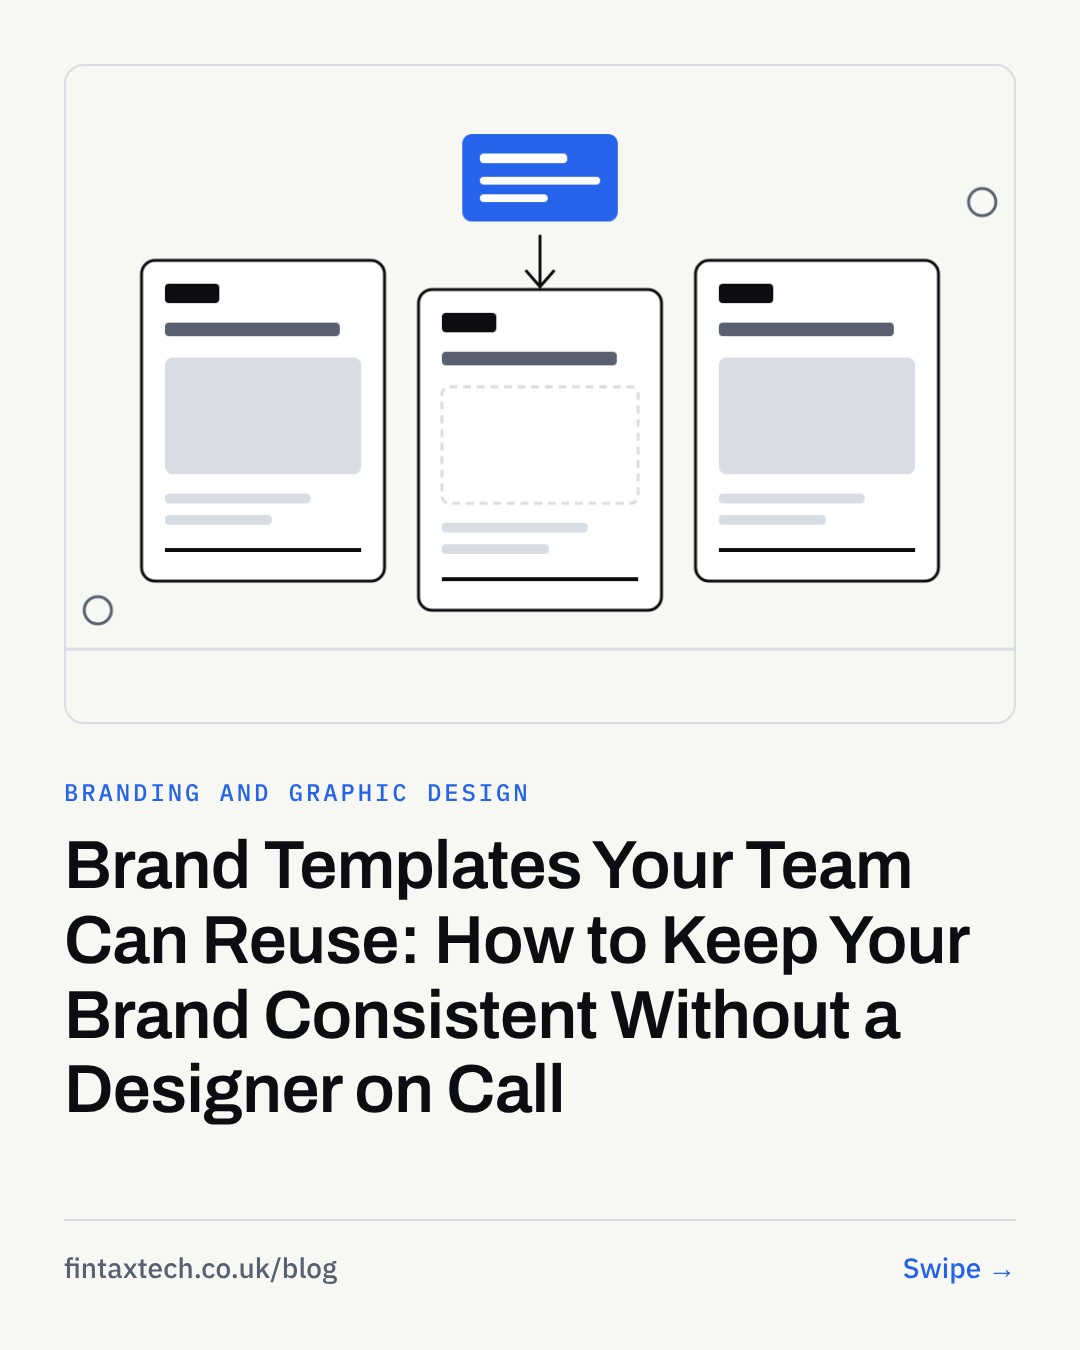 BRANDING AND GRAPHIC DESIGN
Brand Templates Your Team
Can Reuse: How to Keep Your
Brand Consistent Without a
Designer on Call
fintaxtech.co.uk/blog
Swipe →